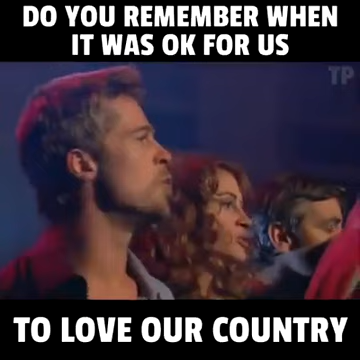 DO YOU REMEMBER WHEN
IT WAS OK FOR US
TP
TO LOVE OUR COUNTRY